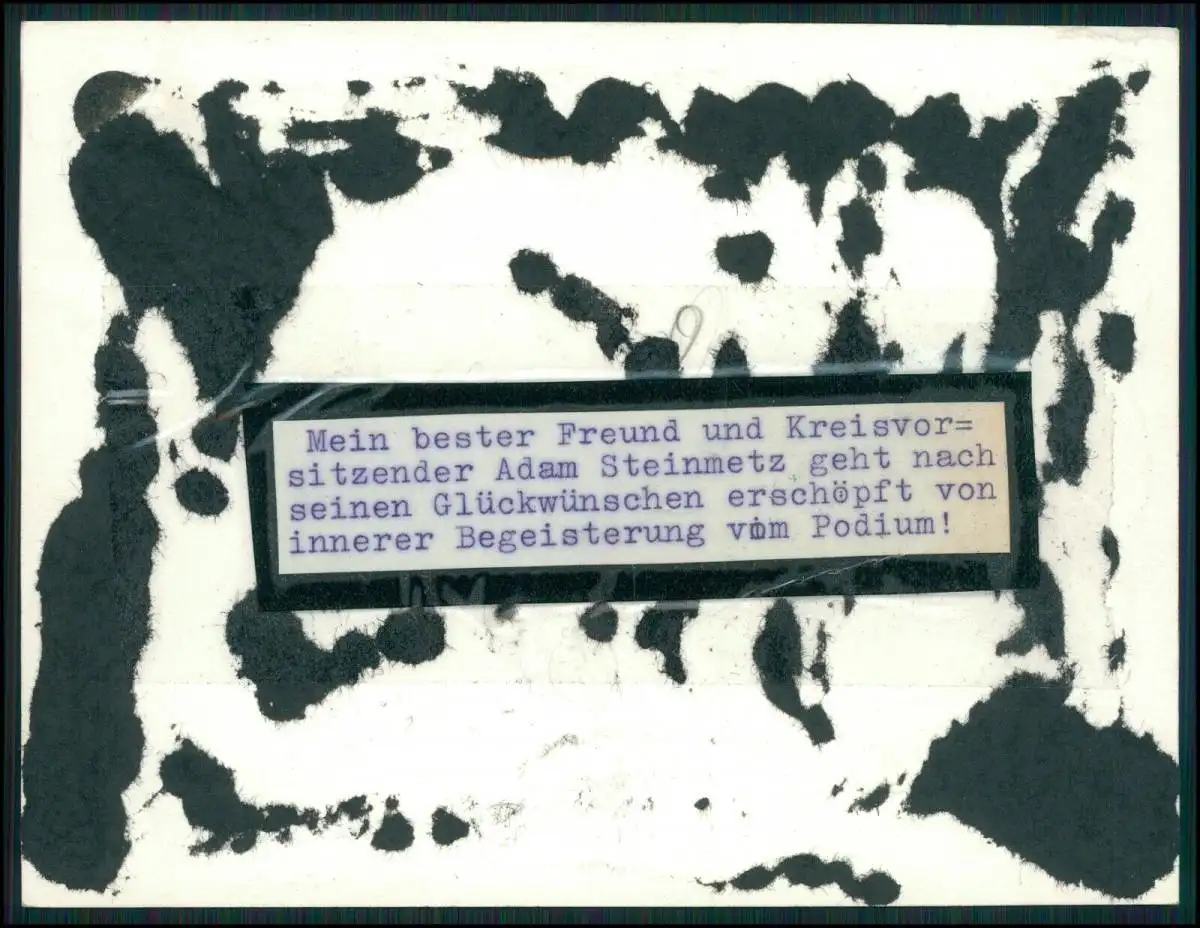 Mein bester Freund und Kreisvor=
sitzender Adam Steinmetz geht nach
seinen Glückwünschen erschöpft von
innerer Begeisterung vom Podium!